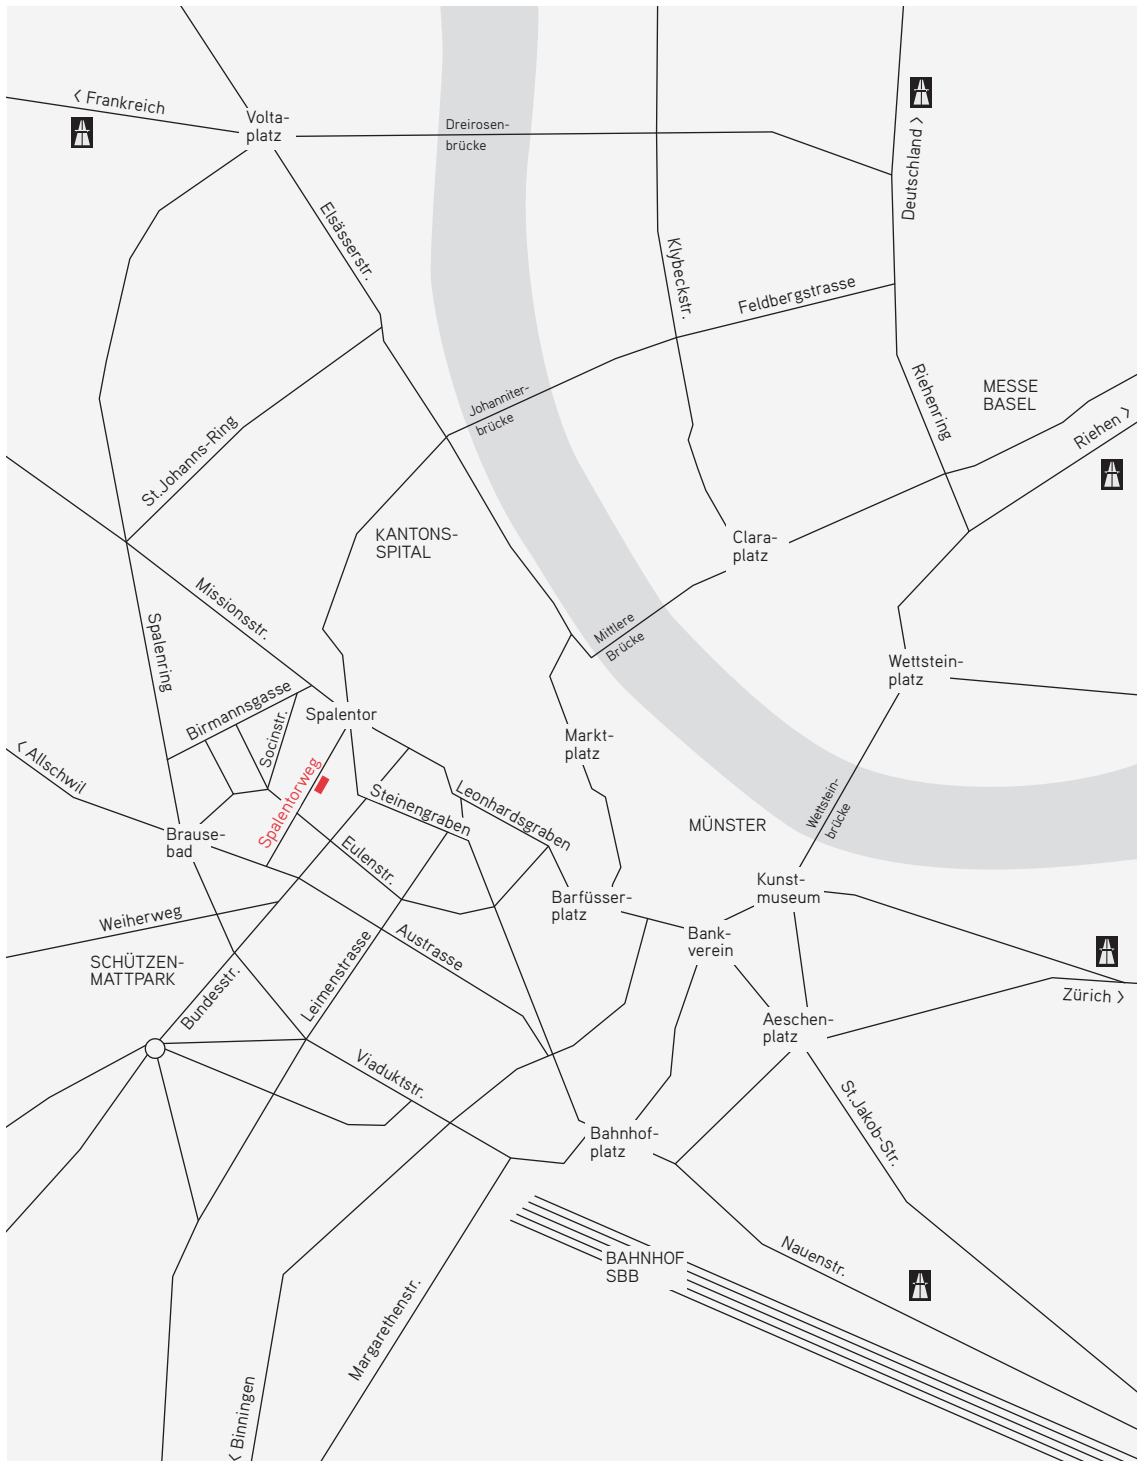 < Frankreich
Volta-
platz
Dreirosen-
brücke
Deutschland >
Elsässerstr.
Klybeckstr.
Feldbergstrasse
Riehenring
MESSE
BASEL
Riehen >
Johanniter-
brücke
St.Johanns-Ring
KANTONS-
SPITAL
Clara-
platz
Missionsstr.
Spalenring
Mittlere
Brücke
Wettstein-
platz
Birmannsgasse
Socinstr.
Spalentor
Markt-
platz
< Allschwil
Spalentorweg
Steinengraben
Leonhardsgraben
Wettstein-
brücke
MÜNSTER
Brause-
bad
Eulenstr.
Kunst-
museum
Barfüsser-
platz
Weiherweg
Bank-
verein
Austrasse
SCHÜTZEN-
MATTPARK
Bundesstr.
Leimenstrasse
Zürich >
Aeschen-
platz
Viaduktstr.
St.Jakob-Str.
Bahnhof-
platz
Nauenstr.
BAHNHOF
SBB
Margarethenstr.
< Binningen